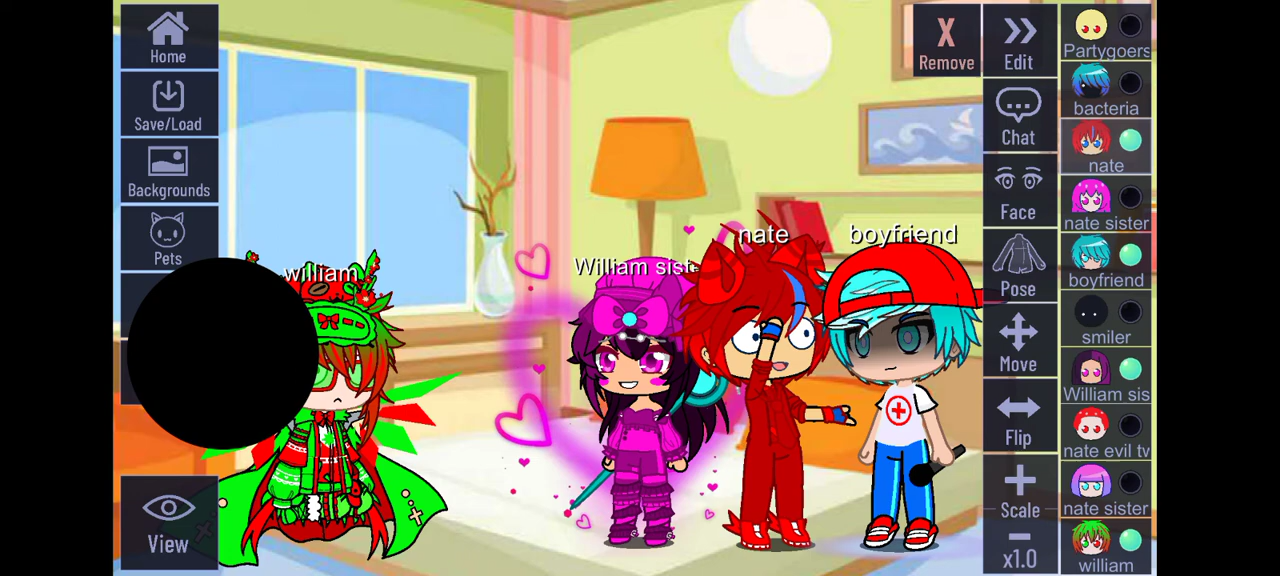 Home
Save/Load
Backgrounds
Pets
View
william
William sist
nate
boyfriend
X
Remove
Edit
Chat
Face
Pose
Move
Flip
Scale
x1.0
Partygoers
bacteria
nate
nate sister
boyfriend
smiler
William sis
nate evil tw
nate sister
william